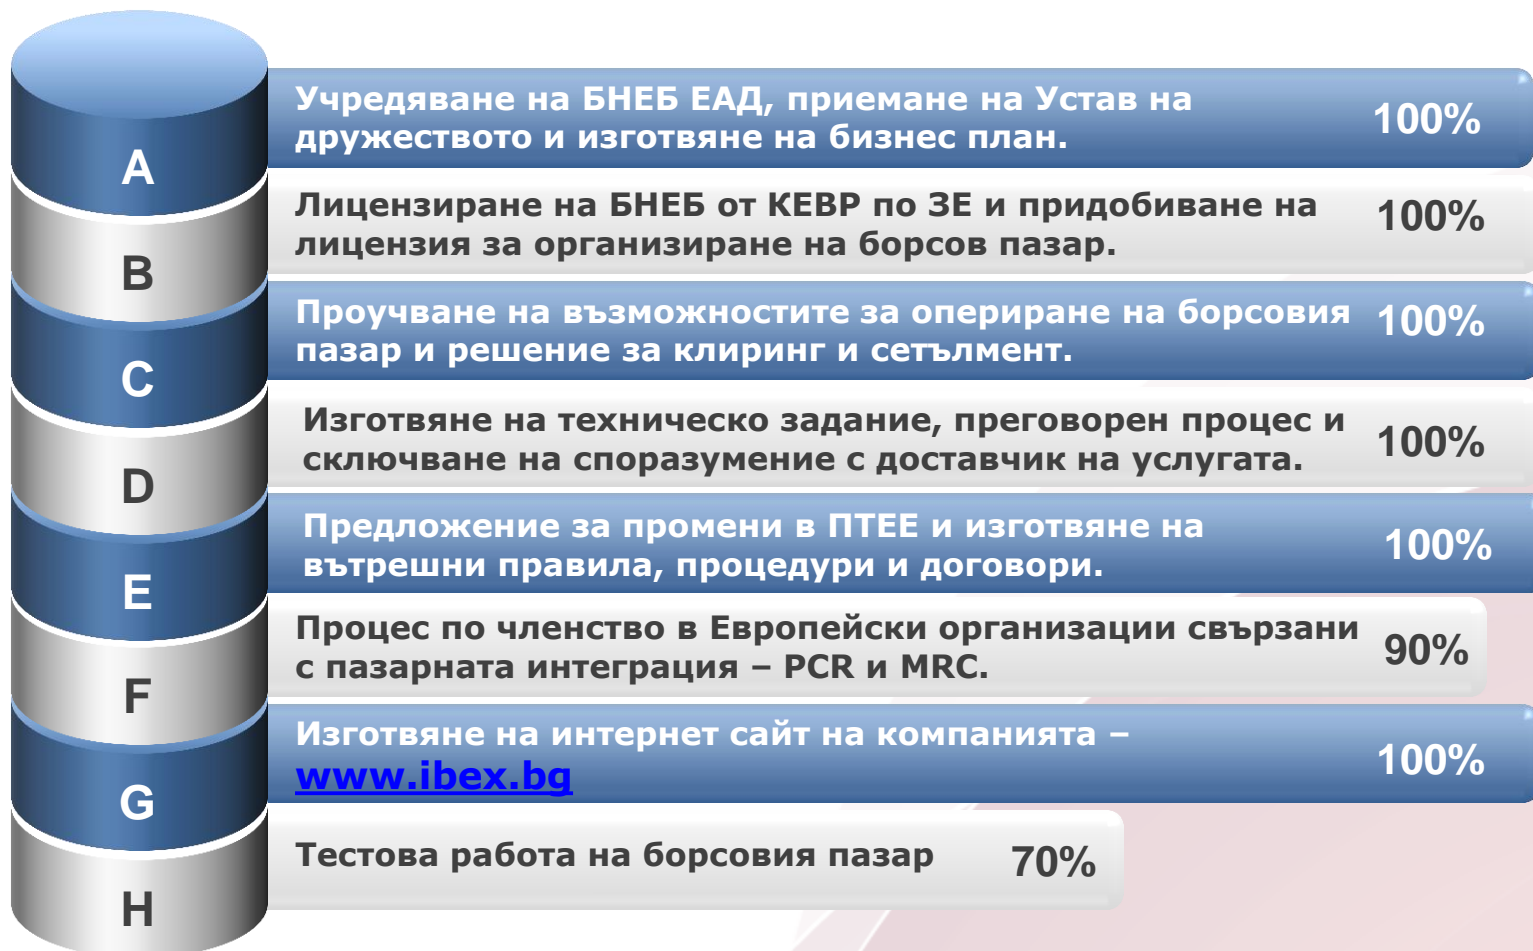 Учредяване на БНЕБ ЕАД, приемане на Устав на
дружеството и изготвяне на бизнес план.
100%
A
Лицензиране на БНЕБ от КЕВР по ЗЕ и придобиване на
лицензия за организиране на борсов пазар.
100%
B
Проучване на възможностите за опериране на борсовия
пазар и решение за клиринг и сетълмент.
100%
C
Изготвяне на техническо задание, преговорен процес и
сключване на споразумение с доставчик на услугата.
100%
D
Предложение за промени в ПТЕЕ и изготвяне на
вътрешни правила, процедури и договори.
100%
E
Процес по членство в Европейски организации свързани
с пазарната интеграция – PCR и MRC.
90%
F
Изготвяне на интернет сайт на компанията –
www.ibex.bg
100%
G
Тестова работа на борсовия пазар
70%
H